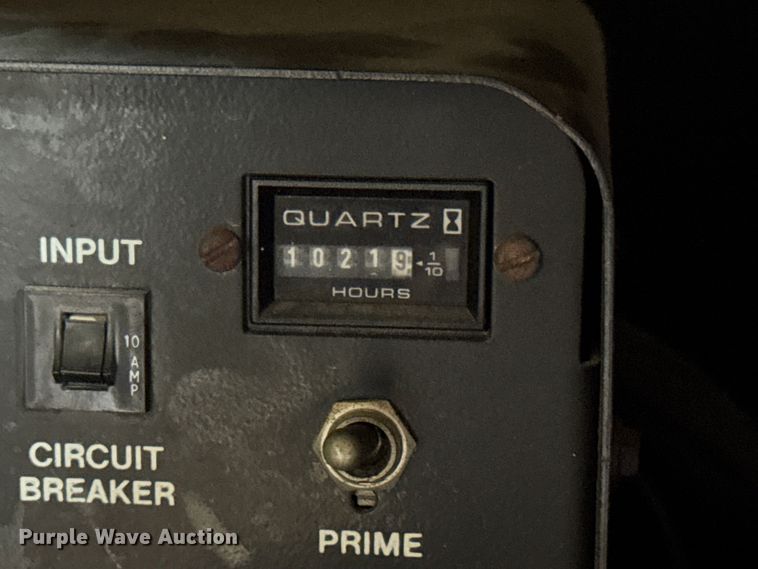 QUARTZ
10219
1/10
HOURS
INPUT
10 AMP
CIRCUIT
BREAKER
PRIME
Purple Wave Auction